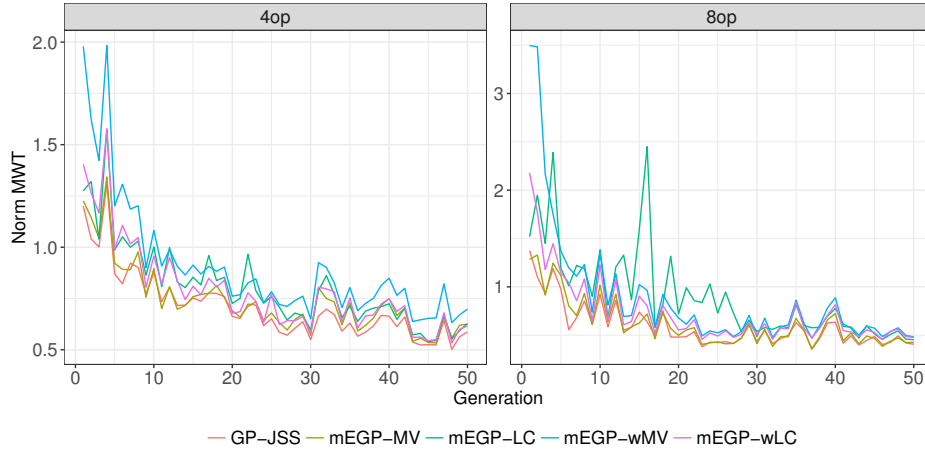 4op 8op
2.0
1.5
1.0
0.5
3
2
1
Norm MWT
0 10 20 30 40 50 0 10 20 30 40 50
Generation
GP−JSS mEGP−MV mEGP−LC mEGP−wMV mEGP−wLC